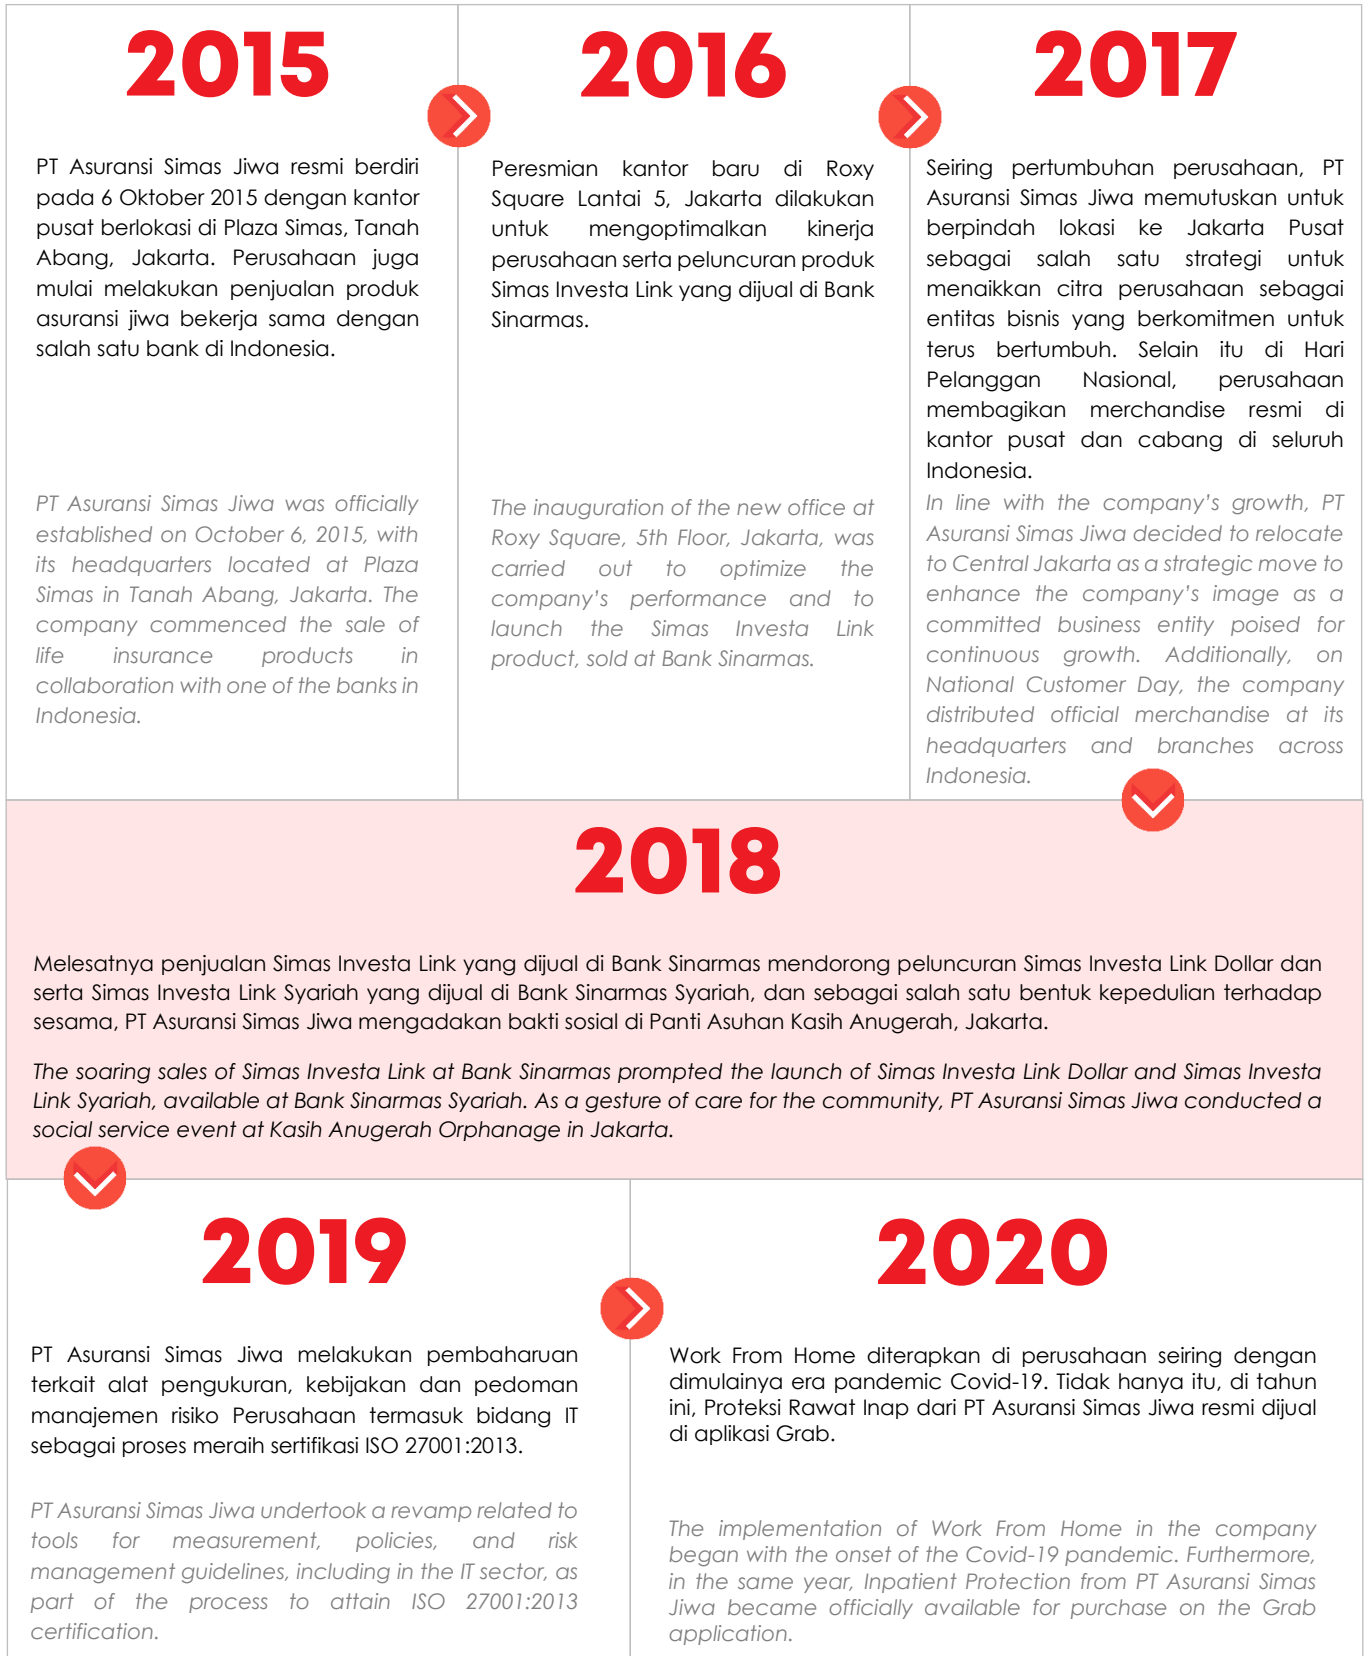 2015
PT Asuransi Simas Jiwa resmi berdiri
pada 6 Oktober 2015 dengan kantor
pusat berlokasi di Plaza Simas, Tanah
Abang, Jakarta. Perusahaan juga
mulai melakukan penjualan produk
asuransi jiwa bekerja sama dengan
salah satu bank di Indonesia.
PT Asuransi Simas Jiwa was officially
established on October 6, 2015, with
its headquarters located at Plaza
Simas in Tanah Abang, Jakarta. The
company commenced the sale of
life insurance products in
collaboration with one of the banks in
Indonesia.
2016
Peresmian kantor baru di Roxy
Square Lantai 5, Jakarta dilakukan
untuk mengoptimalkan kinerja
perusahaan serta peluncuran produk
Simas Investa Link yang dijual di Bank
Sinarmas.
The inauguration of the new office at
Roxy Square, 5th Floor, Jakarta, was
carried out to optimize the
company's performance and to
launch the Simas Investa Link
product, sold at Bank Sinarmas.
2017
Seiring pertumbuhan perusahaan, PT
Asuransi Simas Jiwa memutuskan untuk
berpindah lokasi ke Jakarta Pusat
sebagai salah satu strategi untuk
menaikkan citra perusahaan sebagai
entitas bisnis yang berkomitmen untuk
terus bertumbuh. Selain itu di Hari
Pelanggan Nasional, perusahaan
membagikan merchandise resmi di
kantor pusat dan cabang di seluruh
Indonesia.
In line with the company's growth, PT
Asuransi Simas Jiwa decided to relocate
to Central Jakarta as a strategic move to
enhance the company's image as a
committed business entity poised for
continuous growth. Additionally, on
National Customer Day, the company
distributed official merchandise at its
headquarters and branches across
Indonesia.
2018
Melesatnya penjualan Simas Investa Link yang dijual di Bank Sinarmas mendorong peluncuran Simas Investa Link Dollar dan
serta Simas Investa Link Syariah yang dijual di Bank Sinarmas Syariah, dan sebagai salah satu bentuk kepedulian terhadap
sesama, PT Asuransi Simas Jiwa mengadakan bakti sosial di Panti Asuhan Kasih Anugerah, Jakarta.
The soaring sales of Simas Investa Link at Bank Sinarmas prompted the launch of Simas Investa Link Dollar and Simas Investa
Link Syariah, available at Bank Sinarmas Syariah. As a gesture of care for the community, PT Asuransi Simas Jiwa conducted a
social service event at Kasih Anugerah Orphanage in Jakarta.
2019
PT Asuransi Simas Jiwa melakukan pembaharuan
terkait alat pengukuran, kebijakan dan pedoman
manajemen risiko Perusahaan termasuk bidang IT
sebagai proses meraih sertifikasi ISO 27001:2013.
PT Asuransi Simas Jiwa undertook a revamp related to
tools for measurement, policies, and risk
management guidelines, including in the IT sector, as
part of the process to attain ISO 27001:2013
certification.
2020
Work From Home diterapkan di perusahaan seiring dengan
dimulainya era pandemic Covid-19. Tidak hanya itu, di tahun
ini, Proteksi Rawat Inap dari PT Asuransi Simas Jiwa resmi dijual
di aplikasi Grab.
The implementation of Work From Home in the company
began with the onset of the Covid-19 pandemic. Furthermore,
in the same year, Inpatient Protection from PT Asuransi Simas
Jiwa became officially available for purchase on the Grab
application.